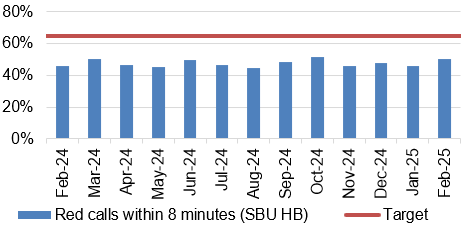 80%
60%
40%
20%
0%
Feb-24
Mar-24
Apr-24
May-24
Jun-24
Jul-24
Aug-24
Sep-24
Oct-24
Nov-24
Dec-24
Jan-25
Feb-25
Red calls within 8 minutes (SBU HB)
Target